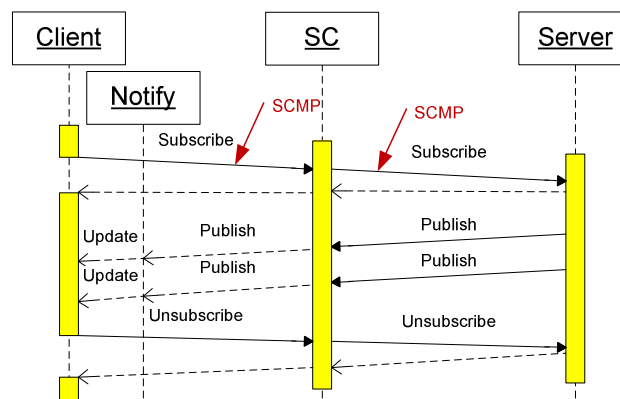 Client
SC
Server
Notify
SCMP
SCMP
Subscribe
Subscribe
Publish
Publish
Update
Publish
Publish
Update
Unsubscribe
Unsubscribe